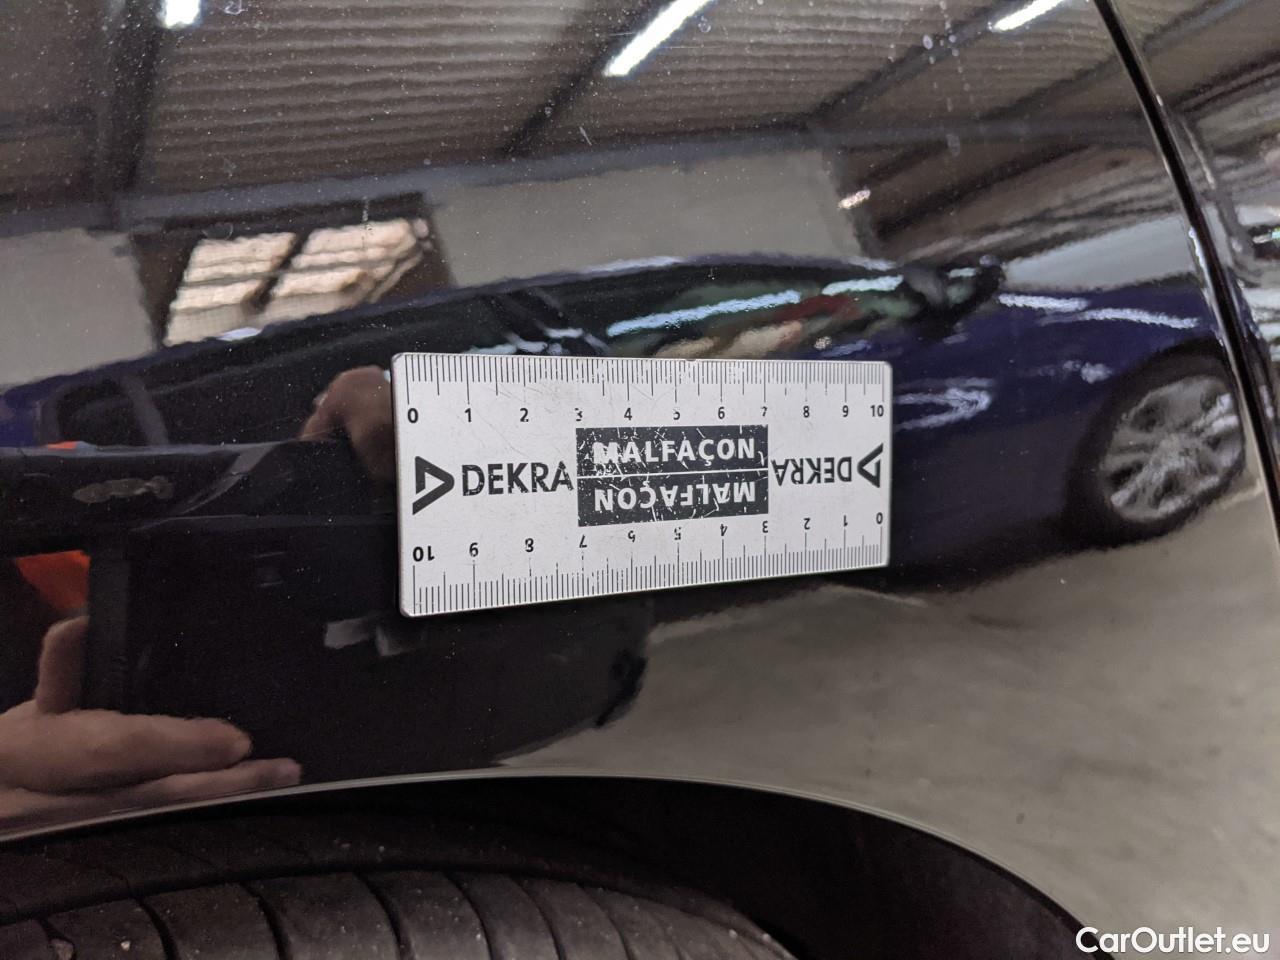 0 1 2 3 4 5 6 7 8 9 10
DEKRA MALFAÇON DEKRA
MALFAÇON
10 9 8 7 6 5 4 3 2 1 0
CarOutlet.eu